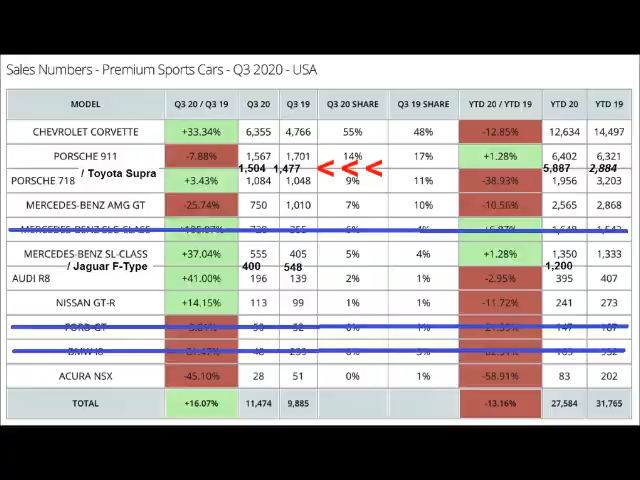 Sales Numbers - Premium Sports Cars - Q3 2020 - USA
MODEL Q3 20 / Q3 19 Q3 20 Q3 19 Q3 20 SHARE Q3 19 SHARE YTD 20 / YTD 19 YTD 20 YTD 19
CHEVROLET CORVETTE +33.34% 6,355 4,766 55% 48% -12.85% 12,634 14,497
PORSCHE 911 -7.88% 1,567 1,701 14% 17% +1.28% 6,402 6,321
/ Toyota Supra 1,504 1,477 <<< 5,887 2,884
PORSCHE 718 +3.43% 1,084 1,048 9% 11% -38.93% 1,956 3,203
MERCEDES-BENZ AMG GT -25.74% 750 1,010 7% 10% -10.56% 2,565 2,868
MERCEDES-BENZ SLC-CLASS 6%
MERCEDES-BENZ SL-CLASS +37.04% 555 405 5% 4% +1.28% 1,350 1,333
/ Jaguar F-Type 400 548 1,200
AUDI R8 +41.00% 196 139 2% 1% -2.95% 395 407
NISSAN GT-R +14.15% 113 99 1% 1% -11.72% 241 273
FORD GT
BMW I8
ACURA NSX -45.10% 28 51 0% 1% -58.91% 83 202
TOTAL +16.07% 11,474 9,885 -13.16% 27,584 31,765